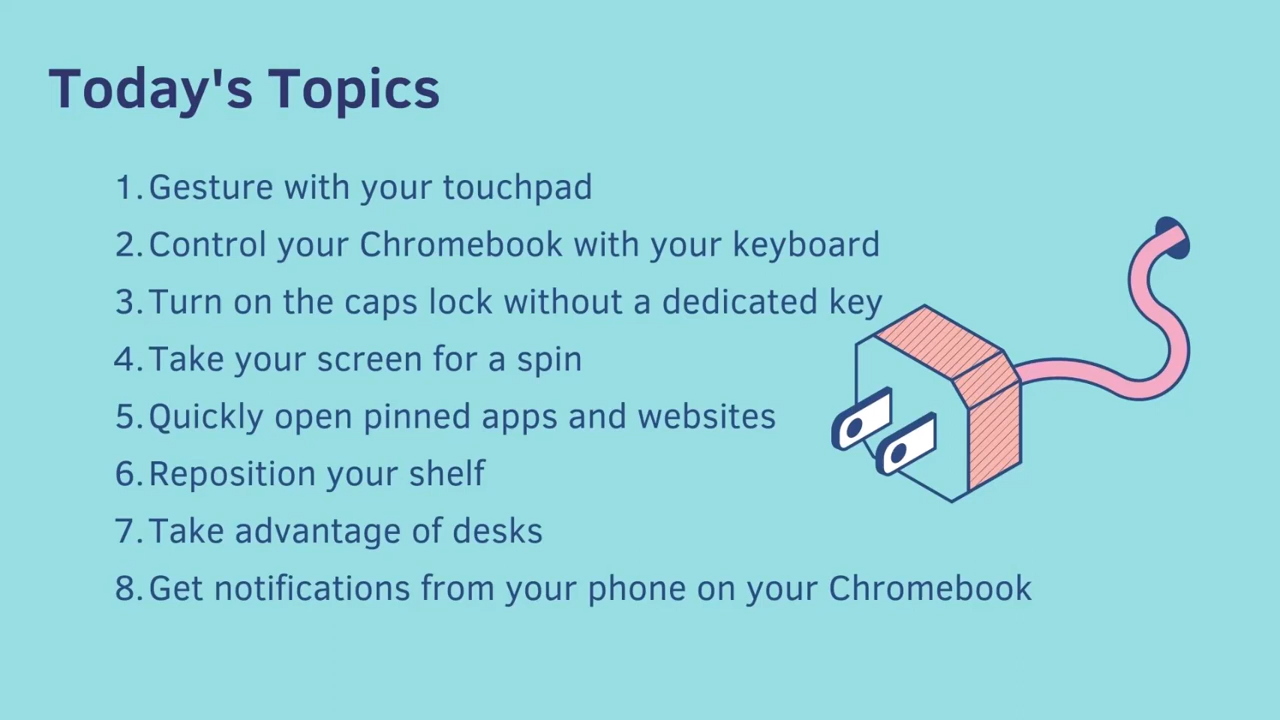 Today's Topics
1. Gesture with your touchpad
2. Control your Chromebook with your keyboard
3. Turn on the caps lock without a dedicated key
4. Take your screen for a spin
5. Quickly open pinned apps and websites
6. Reposition your shelf
7. Take advantage of desks
8. Get notifications from your phone on your Chromebook